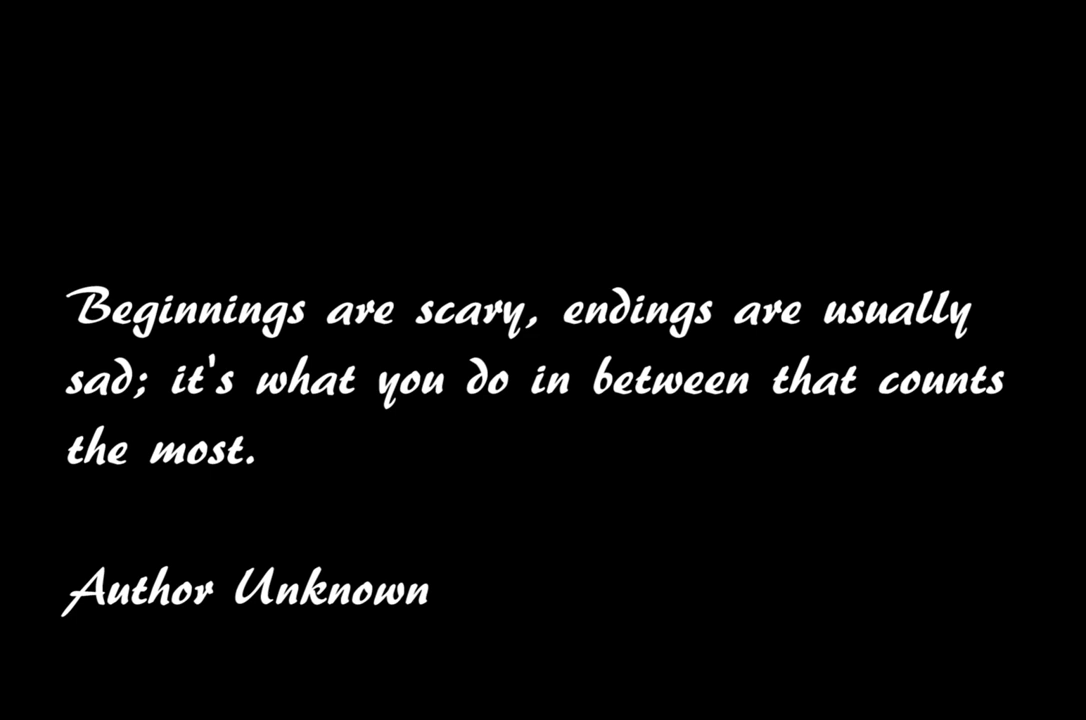 Beginnings are scary, endings are usually
sad; it's what you do in between that counts
the most.
Author Unknown